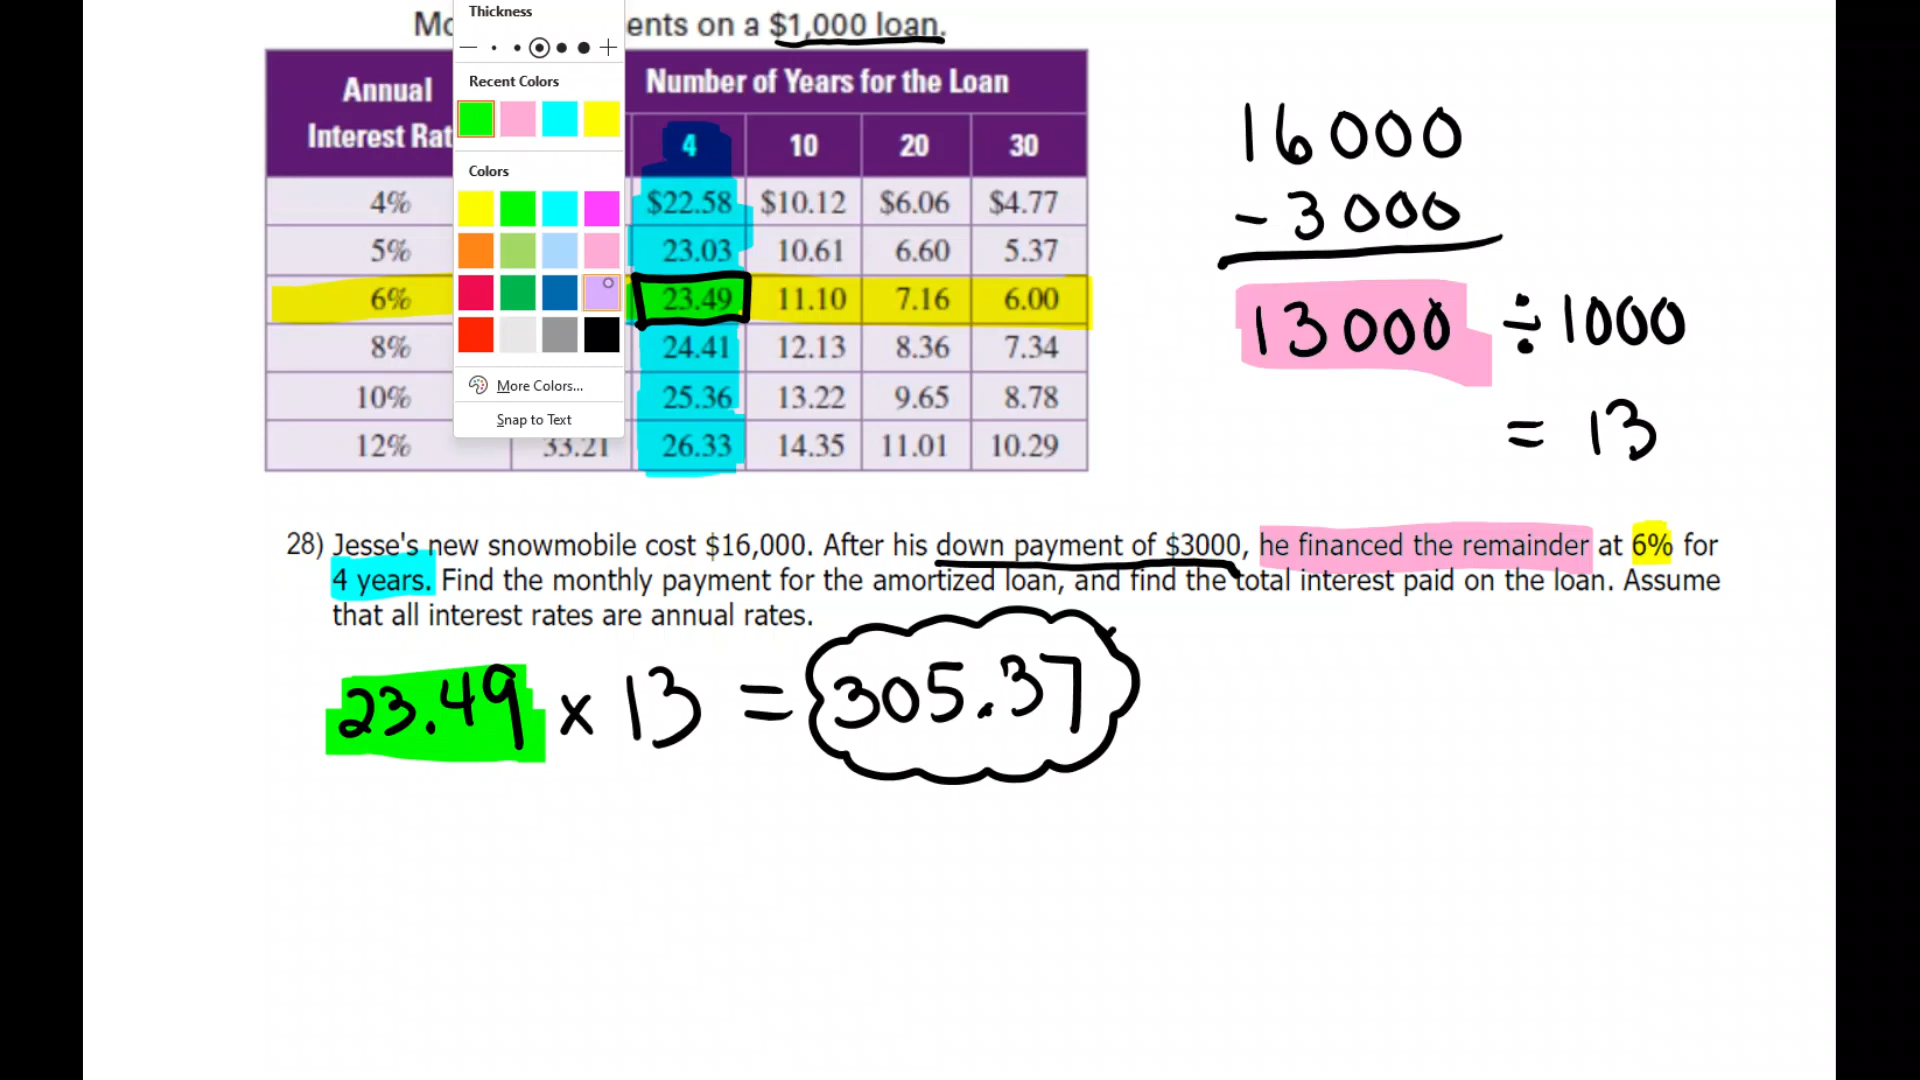 Thickness
Mo ents on a $1,000 loan.
Recent Colors
Annual
Interest Rat
Number of Years for the Loan
4 10 20 30
Colors
4% $22.58 $10.12 $6.06 $4.77
5% 23.03 10.61 6.60 5.37
6% 23.49 11.10 7.16 6.00
8% 24.41 12.13 8.36 7.34
10% 25.36 13.22 9.65 8.78
12% 33.21 26.33 14.35 11.01 10.29
More Colors...
Snap to Text
16000
- 3000
13000 ÷ 1000
= 13
28) Jesse's new snowmobile cost $16,000. After his down payment of $3000, he financed the remainder at 6% for
4 years. Find the monthly payment for the amortized loan, and find the total interest paid on the loan. Assume
that all interest rates are annual rates.
23.49 x 13 = 305.37